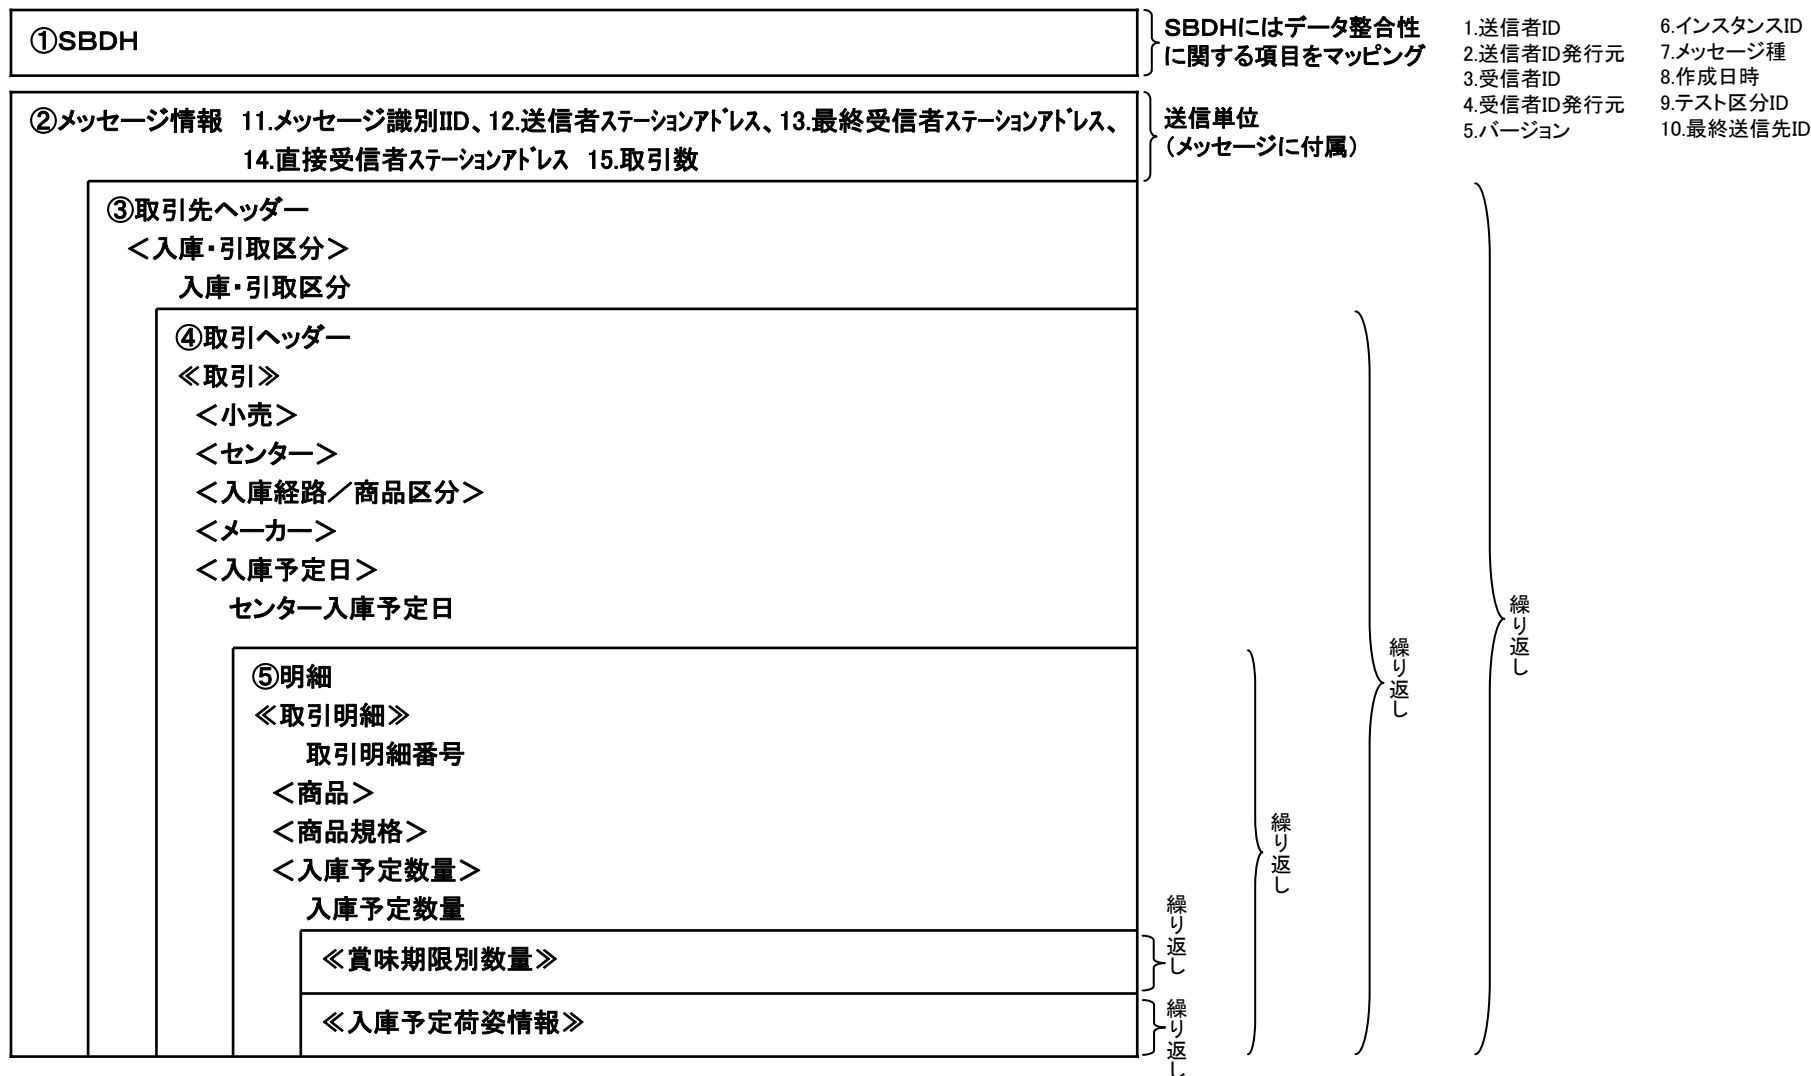 ①SBDH
SBDHにはデータ整合性
に関する項目をマッピング
1.送信者ID
2.送信者ID発行元
3.受信者ID
4.受信者ID発行元
5.バージョン
6.インスタンスID
7.メッセージ種
8.作成日時
9.テスト区分ID
10.最終送信先ID
②メッセージ情報 11.メッセージ識別IID、12.送信者ステーションアドレス、13.最終受信者ステーションアドレス、
14.直接受信者ステーションアドレス 15.取引数
送信単位
(メッセージに付属)
③取引先ヘッダー
<入庫・引取区分>
入庫・引取区分
④取引ヘッダー
≪取引≫
<小売>
<センター>
<入庫経路/商品区分>
<メーカー>
<入庫予定日>
センター入庫予定日
⑤明細
≪取引明細≫
取引明細番号
<商品>
<商品規格>
<入庫予定数量>
入庫予定数量
≪賞味期限別数量≫
≪入庫予定荷姿情報≫
繰り返し
繰り返し
繰り返し
繰り返し
繰り返し